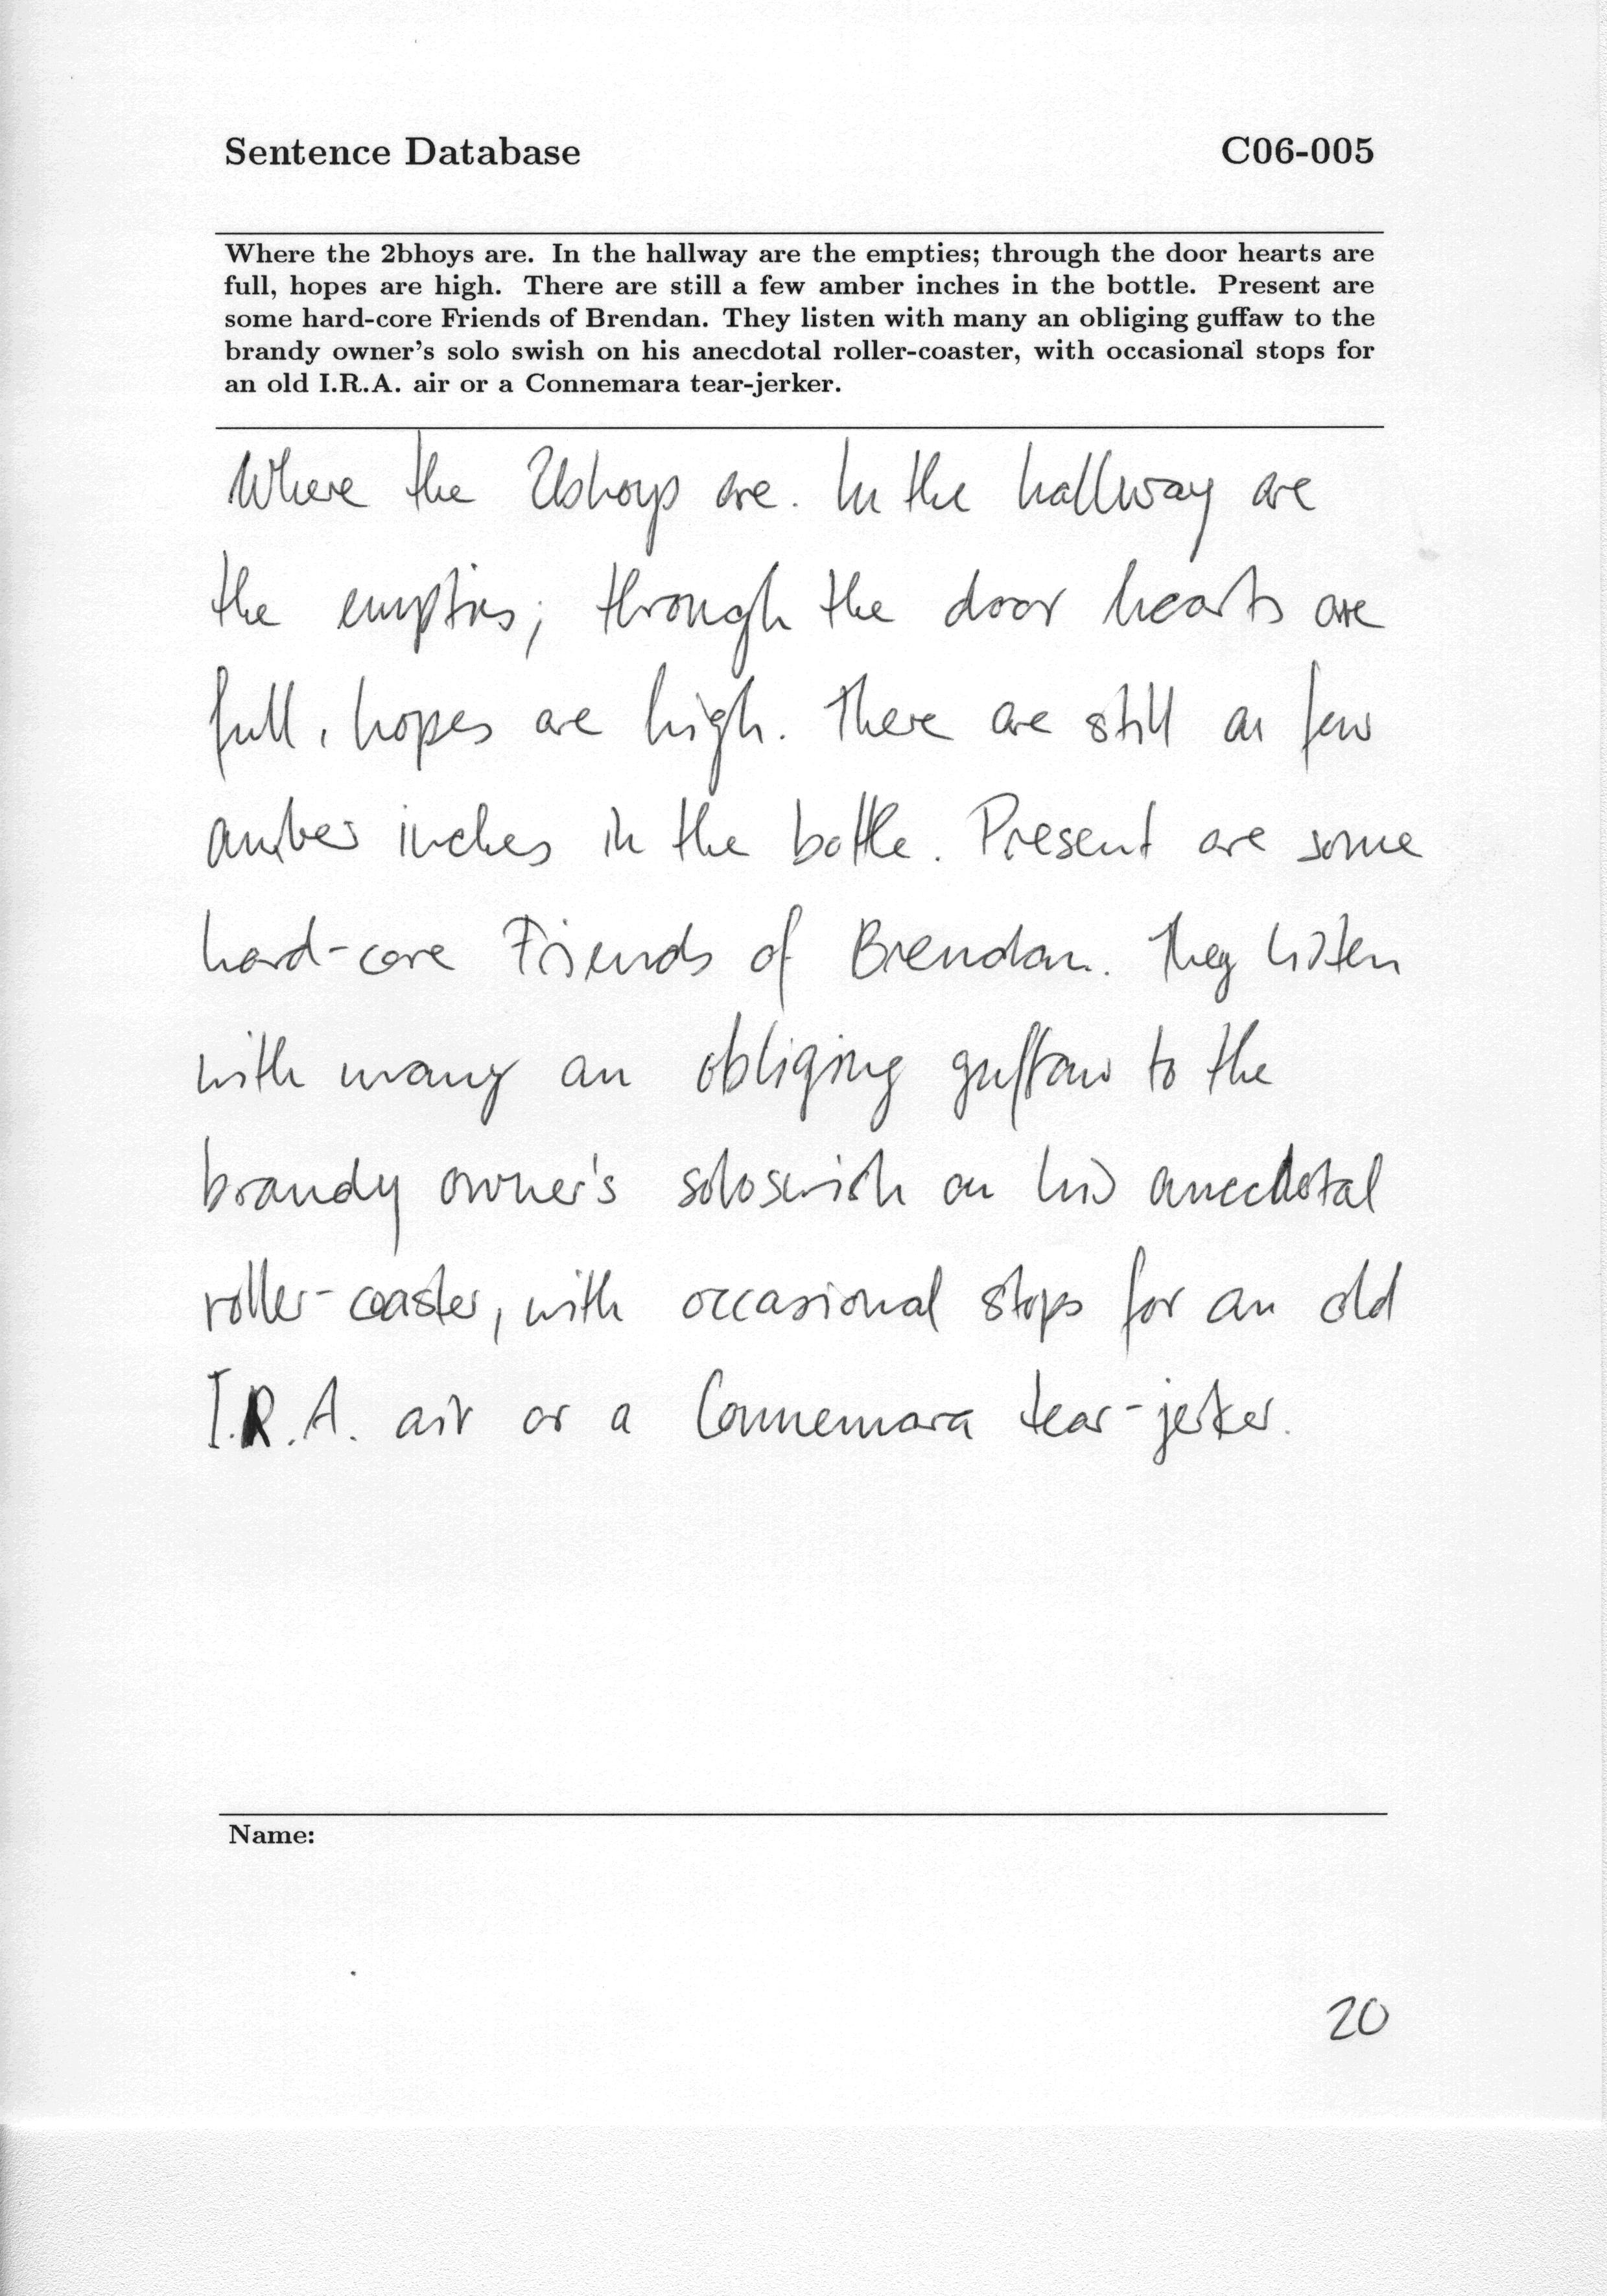 Sentence Database C06-005
Where the 2bhoys are. In the hallway are the empties; through the door hearts are
full, hopes are high. There are still a few amber inches in the bottle. Present are
some hard-core Friends of Brendan. They listen with many an obliging guffaw to the
brandy owner's solo swish on his anecdotal roller-coaster, with occasional stops for
an old I.R.A. air or a Connemara tear-jerker.
Where the 2bhoys are. In the hallway are
the empties; through the door hearts are
full, hopes are high. There are still a few
amber inches in the bottle. Present are some
hard-core Friends of Brendan. They listen
with many an obliging guffaw to the
brandy owner's solo swish on his anecdotal
roller-coaster, with occasional stops for an old
I.R.A. air or a Connemara tear-jerker.
Name:
20